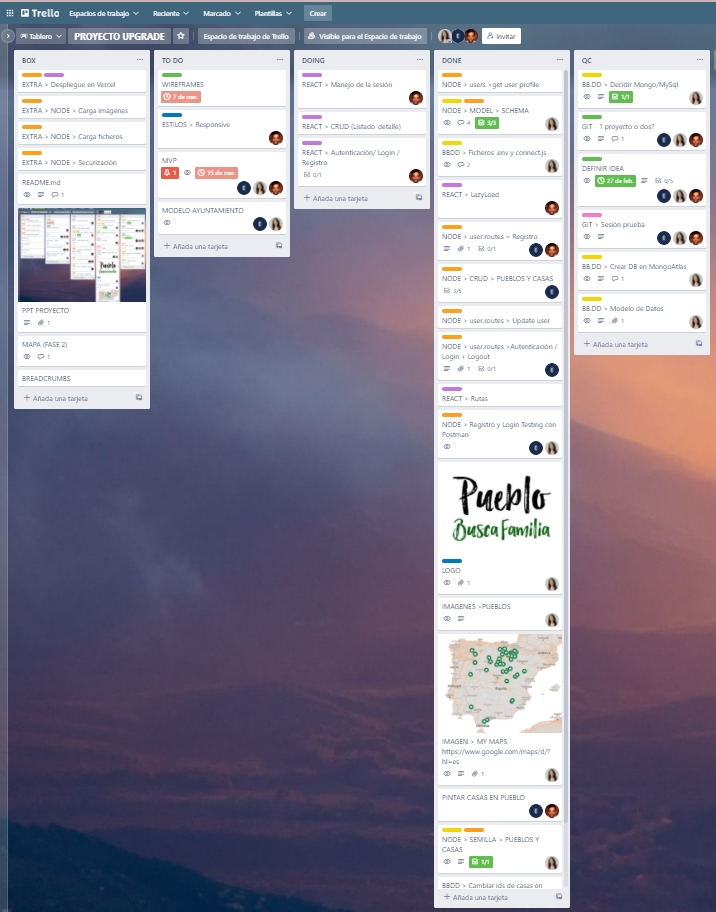 Trello
Espacios de trabajo
Reciente
Marcado
Plantillas
Crear
Tablero
PROYECTO UPGRADE
Espacio de trabajo de Trello
Visible para el Espacio de trabajo
E
Invitar
BOX
EXTRA > Despliegue en Vercel
EXTRA > NODE > Carga imágenes
EXTRA > NODE > Carga ficheros
EXTRA > NODE > Securización
README.md
1
PPT PROYECTO
1
MAPA (FASE 2)
1
BREADCRUMBS
+ Añada una tarjeta
TO DO
WIREFRAMES
7 de mar.
ESTILOS > Responsive
MVP
1
15 de mar.
E
MODELO AYUNTAMIENTO
E
+ Añada una tarjeta
DOING
REACT > Manejo de la sesión
REACT > CRUD (Listado detalle)
REACT > Autenticación/ Login /
Registro
0/1
+ Añada una tarjeta
DONE
NODE > users >get user profile
NODE > MODEL > SCHEMA
4
3/3
BBDD > Ficheros .env y connect.js
2
REACT > LazyLoad
NODE > user.routes > Registro
1
0/1
E
NODE > CRUD > PUEBLOS Y CASAS
3/5
E
NODE > user.routes > Update user
NODE > user.routes >Autenticación /
Login + Logout
1
0/1
E
REACT > Rutas
NODE > Registro y Login Testing con
Postman
E
Pueblo
Busca Familia
LOGO
1
IMÁGENES >PUEBLOS
IMAGEN > MY MAPS
https://www.google.com/maps/d/?
hl=es
1
PINTAR CASAS EN PUEBLO
E
NODE > SEMILLA > PUEBLOS Y
CASAS
1/1
BBDD > Cambiar ids de casas en
+ Añada una tarjeta
QC
BB.DD > Decidir Mongo/MySql
1/1
GIT - 1 proyecto o dos?
1
E
DEFINIR IDEA
27 de feb.
0/5
E
GIT > Sesión prueba
E
BB.DD > Crear DB en MongoAtlas
1
BB.DD > Modelo de Datos
1
+ Añada una tarjeta